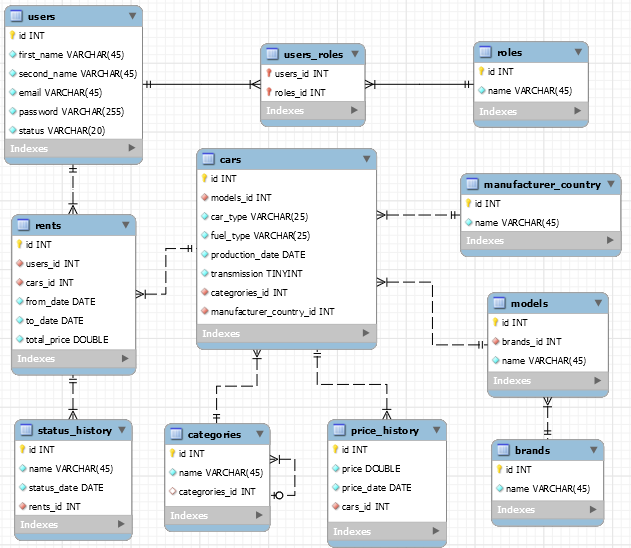 users
id INT
first_name VARCHAR(45)
second_name VARCHAR(45)
email VARCHAR(45)
password VARCHAR(255)
status VARCHAR(20)
Indexes
users_roles
users_id INT
roles_id INT
Indexes
roles
id INT
name VARCHAR(45)
Indexes
cars
id INT
models_id INT
car_type VARCHAR(25)
fuel_type VARCHAR(25)
production_date DATE
transmission TINYINT
categrories_id INT
manufacturer_country_id INT
Indexes
manufacturer_country
id INT
name VARCHAR(45)
Indexes
rents
id INT
users_id INT
cars_id INT
from_date DATE
to_date DATE
total_price DOUBLE
Indexes
models
id INT
brands_id INT
name VARCHAR(45)
Indexes
status_history
id INT
name VARCHAR(45)
status_date DATE
rents_id INT
Indexes
categories
id INT
name VARCHAR(45)
categrories_id INT
Indexes
price_history
id INT
price DOUBLE
price_date DATE
cars_id INT
Indexes
brands
id INT
name VARCHAR(45)
Indexes